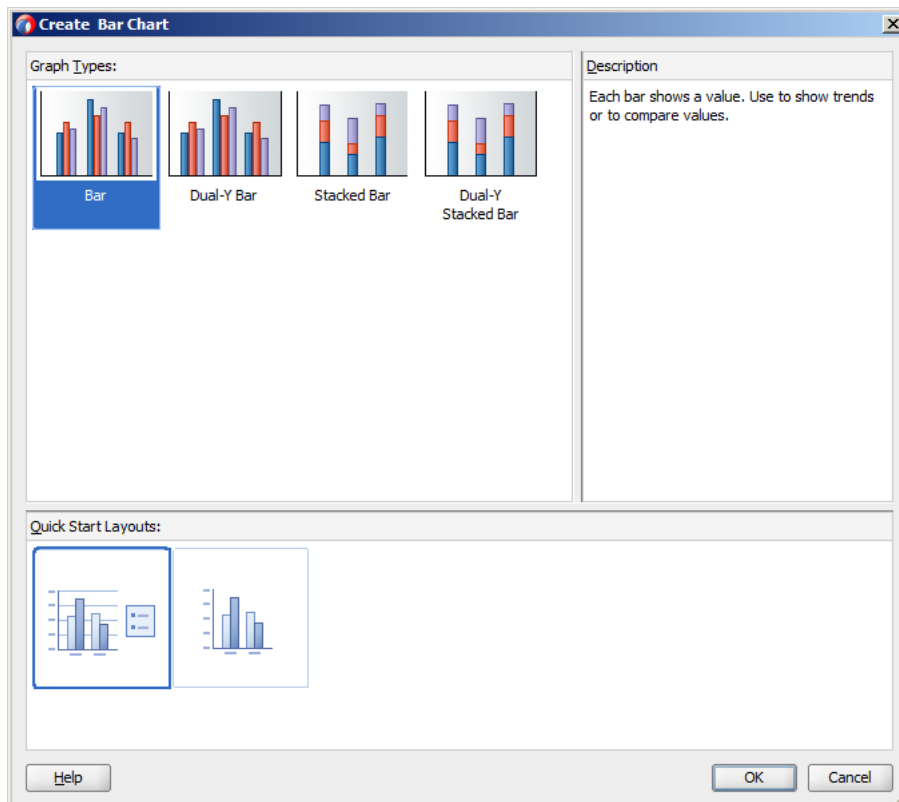 Create Bar Chart
Graph Types:
Bar
Dual-Y Bar
Stacked Bar
Dual-Y
Stacked Bar
Description
Each bar shows a value. Use to show trends
or to compare values.
Quick Start Layouts:
Help
OK
Cancel